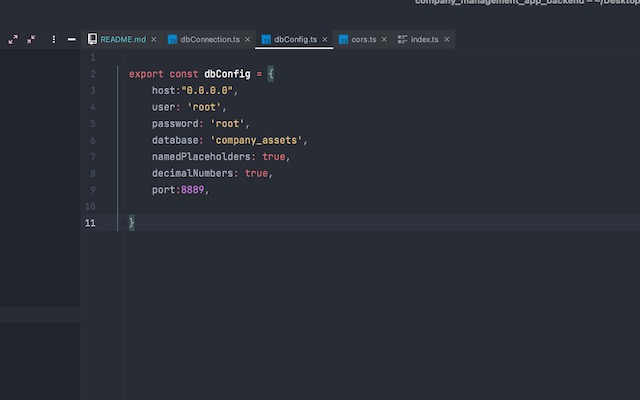 company_management_app_backend – ~/Desktop
README.md × dbConnection.ts × dbConfig.ts × cors.ts × index.ts ×
1
2 export const dbConfig = {
3 host:"0.0.0.0",
4 user: 'root',
5 password: 'root',
6 database: 'company_assets',
7 namedPlaceholders: true,
8 decimalNumbers: true,
9 port:8889,
10
11 }